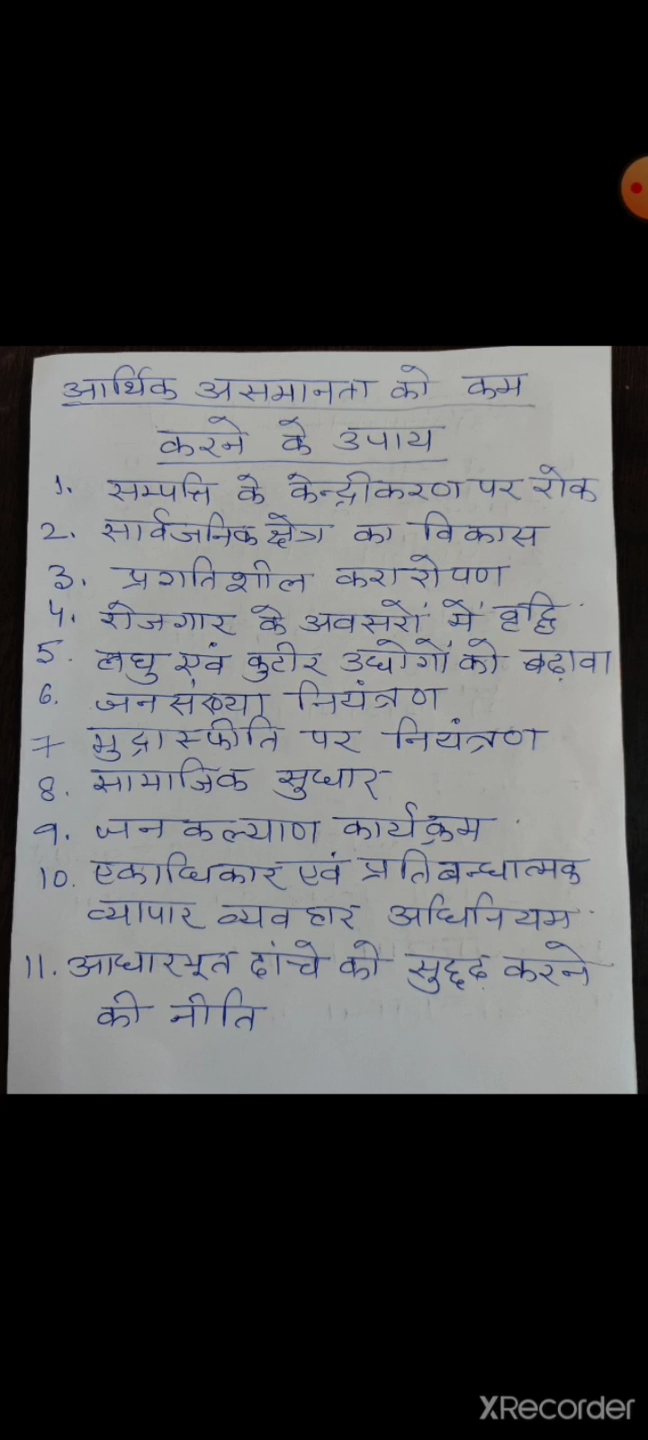 आर्थिक असमानता को कम
करने के उपाय
1. सम्पत्ति के केन्द्रीकरण पर रोक
2. सार्वजनिक क्षेत्र का विकास
3. प्रगतिशील करारोपण
4. रोजगार के अवसरों में वृद्धि
5. लघु एवं कुटीर उद्योगों को बढ़ावा
6. जनसंख्या नियंत्रण
7 मुद्रास्फीति पर नियंत्रण
8. सामाजिक सुधार
9. जन कल्याण कार्यक्रम
10. एकाधिकार एवं प्रतिबन्धात्मक
व्यापार व्यवहार अधिनियम
11. आधारभूत ढांचे को सुदृढ करने
की नीति
XRecorder